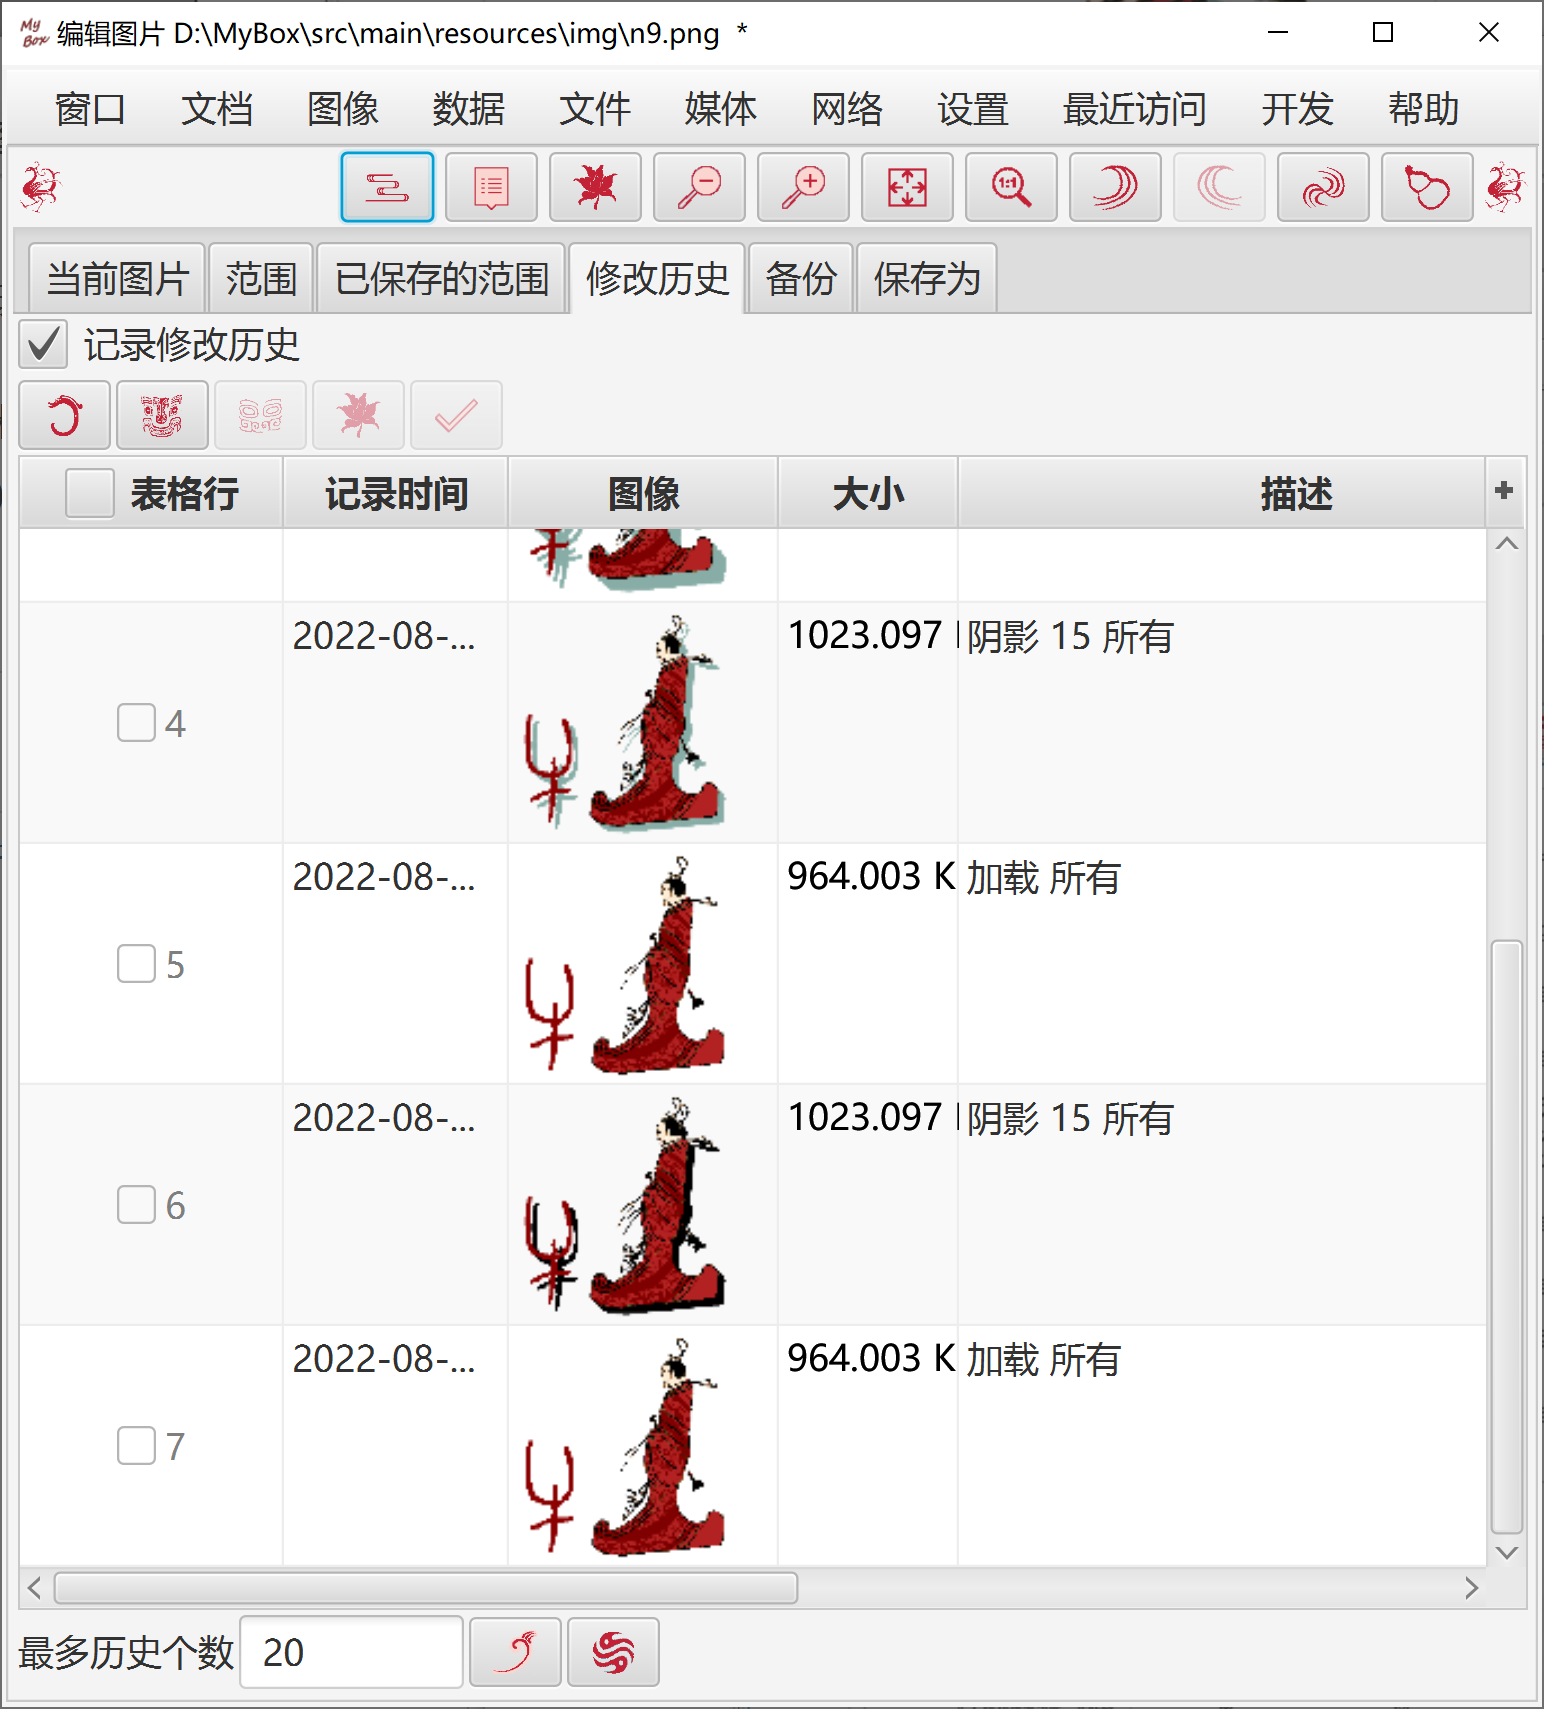 My Box 编辑图片 D:\MyBox\src\main\resources\img\n9.png *
窗口 文档 图像 数据 文件 媒体 网络 设置 最近访问 开发 帮助
1:1
当前图片 范围 已保存的范围 修改历史 备份 保存为
记录修改历史
表格行 记录时间 图像 大小 描述 +
4 2022-08-... 1023.097 阴影 15 所有
5 2022-08-... 964.003 K 加载 所有
6 2022-08-... 1023.097 阴影 15 所有
7 2022-08-... 964.003 K 加载 所有
最多历史个数 20